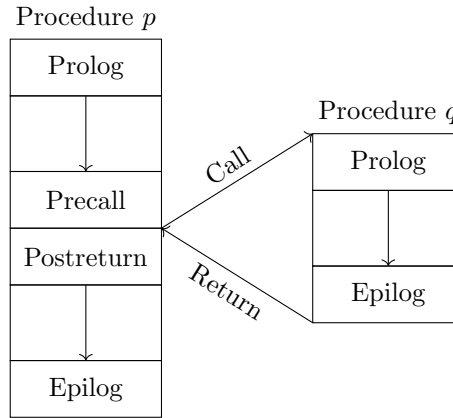 Procedure p
Prolog
Precall
Postreturn
Epilog
Call
Return
Procedure q
Prolog
Epilog